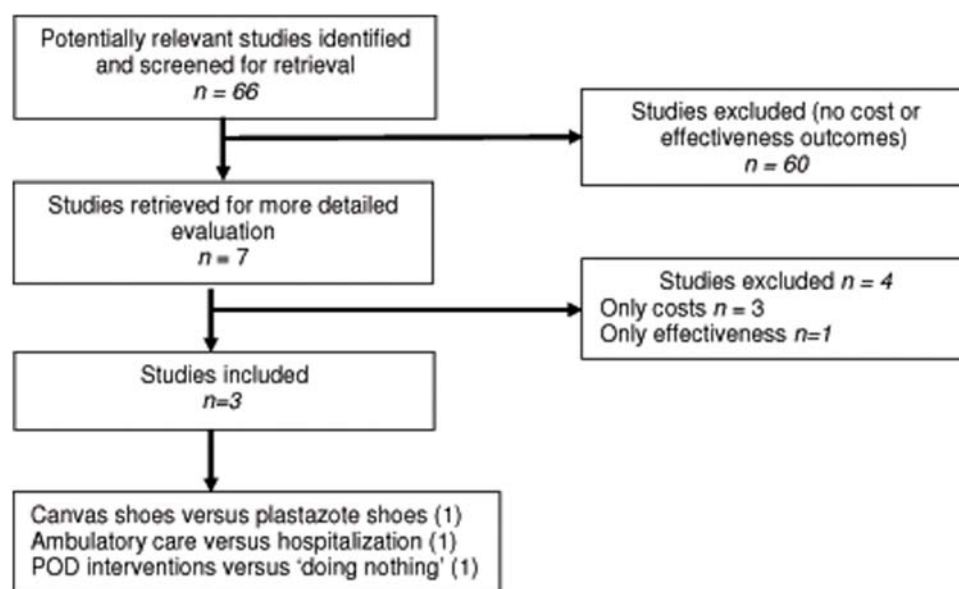 Potentially relevant studies identified
and screened for retrieval
n = 66
Studies excluded (no cost or
effectiveness outcomes)
n = 60
Studies retrieved for more detailed
evaluation
n = 7
Studies excluded n = 4
Only costs n = 3
Only effectiveness n=1
Studies included
n=3
Canvas shoes versus plastazote shoes (1)
Ambulatory care versus hospitalization (1)
POD interventions versus ‘doing nothing’ (1)